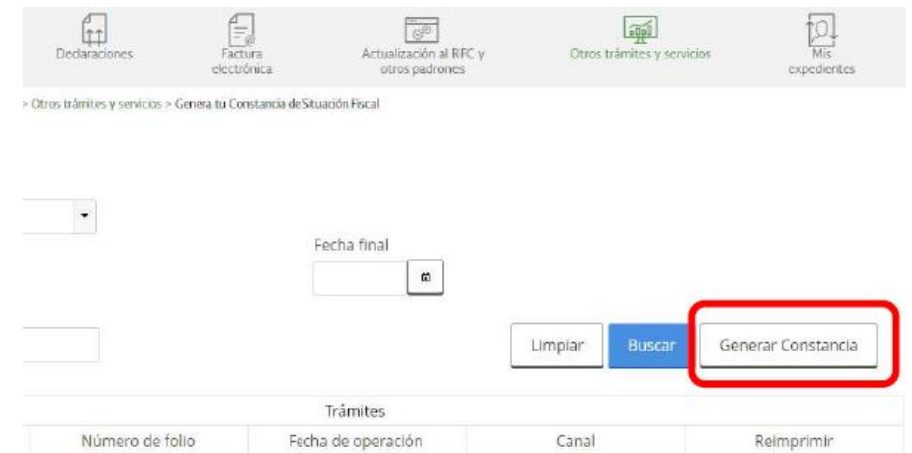 Declaraciones
Factura electrónica
Actualización al RFC y otros padrones
Otros trámites y servicios
Mis expedientes
> Otros trámites y servicios > Genera tu Constancia de Situación Fiscal
Fecha final
Limpiar Buscar Generar Constancia
Trámites
Número de folio Fecha de operación Canal Reimprimir